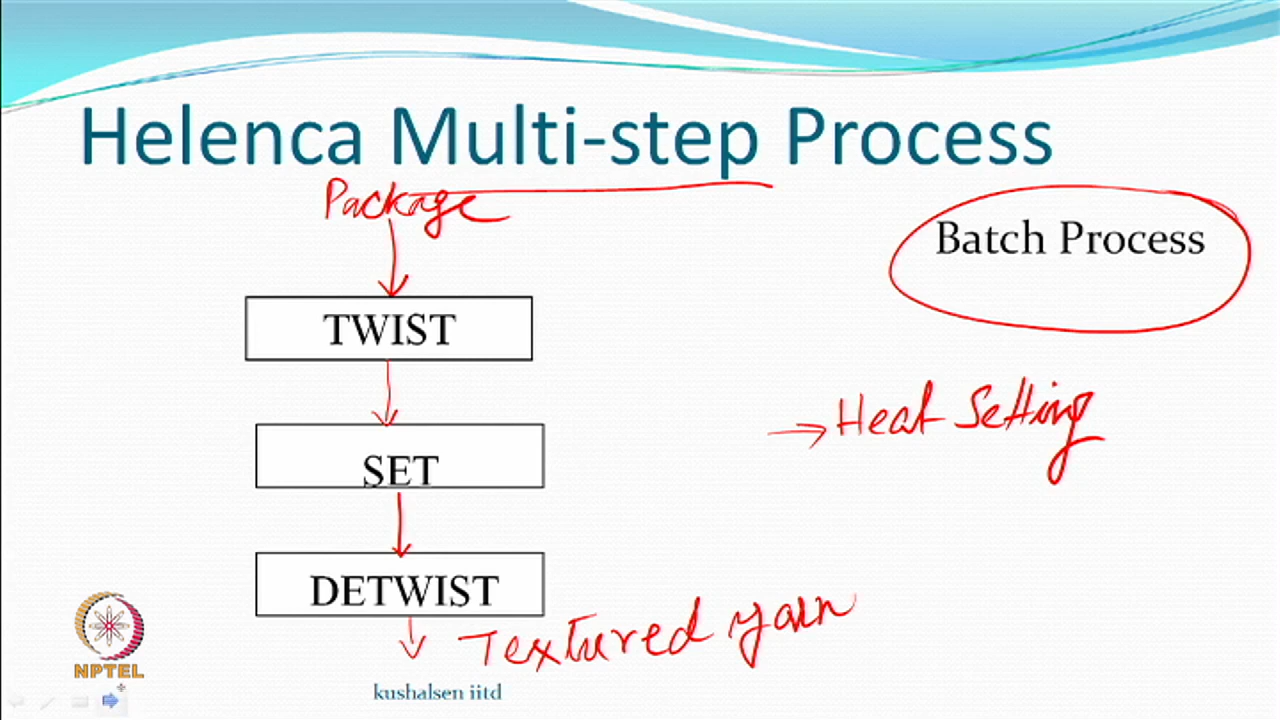 Helenca Multi-step Process
Package
Batch Process
TWIST
→ Heat Setting
SET
DETWIST
Textured yarn
NPTEL
kushalsen iitd